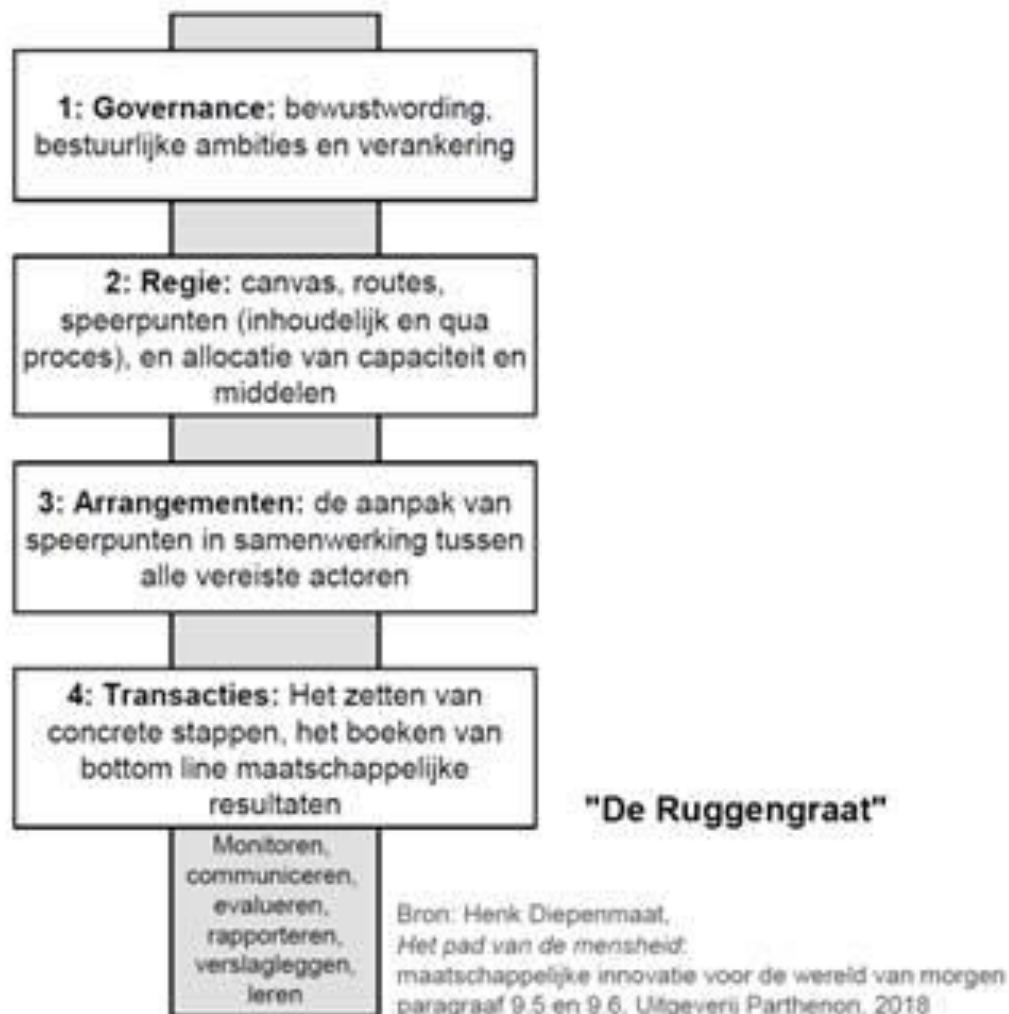 1: Governance: bewustwording,
bestuurlijke ambities en verankering
2: Regie: canvas, routes,
speerpunten (inhoudelijk en qua
proces), en allocatie van capaciteit en
middelen
3: Arrangementen: de aanpak van
speerpunten in samenwerking tussen
alle vereiste actoren
4: Transacties: Het zetten van
concrete stappen, het boeken van
bottom line maatschappelijke
resultaten
"De Ruggengraat"
Monitoren,
communiceren,
evalueren,
rapporteren,
verslagleggen,
leren
Bron: Henk Diepenmaat,
Het pad van de mensheid:
maatschappelijke innovatie voor de wereld van morgen
paragraaf 9.5 en 9.6, Uitgeverij Parthenon, 2018